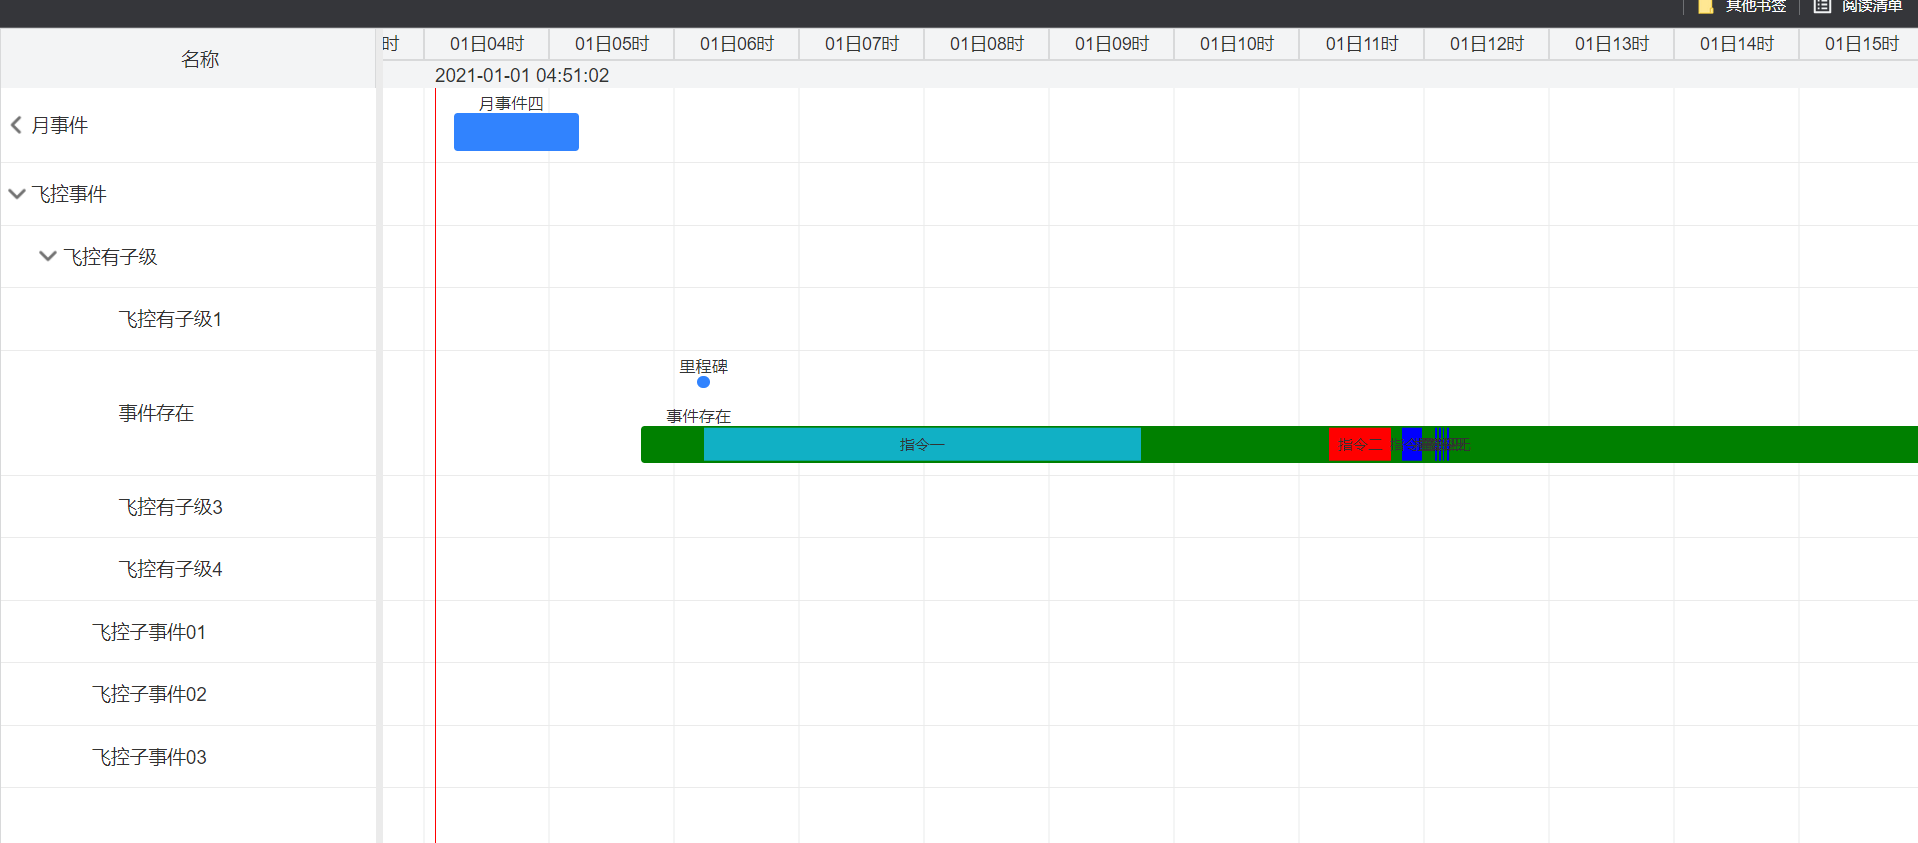 其他书签
阅读清单
名称
时
01日04时
01日05时
01日06时
01日07时
01日08时
01日09时
01日10时
01日11时
01日12时
01日13时
01日14时
01日15时
2021-01-01 04:51:02
月事件
月事件四
飞控事件
飞控有子级
飞控有子级1
里程碑
事件存在
事件存在
指令一
指令二
飞控有子级3
飞控有子级4
飞控子事件01
飞控子事件02
飞控子事件03